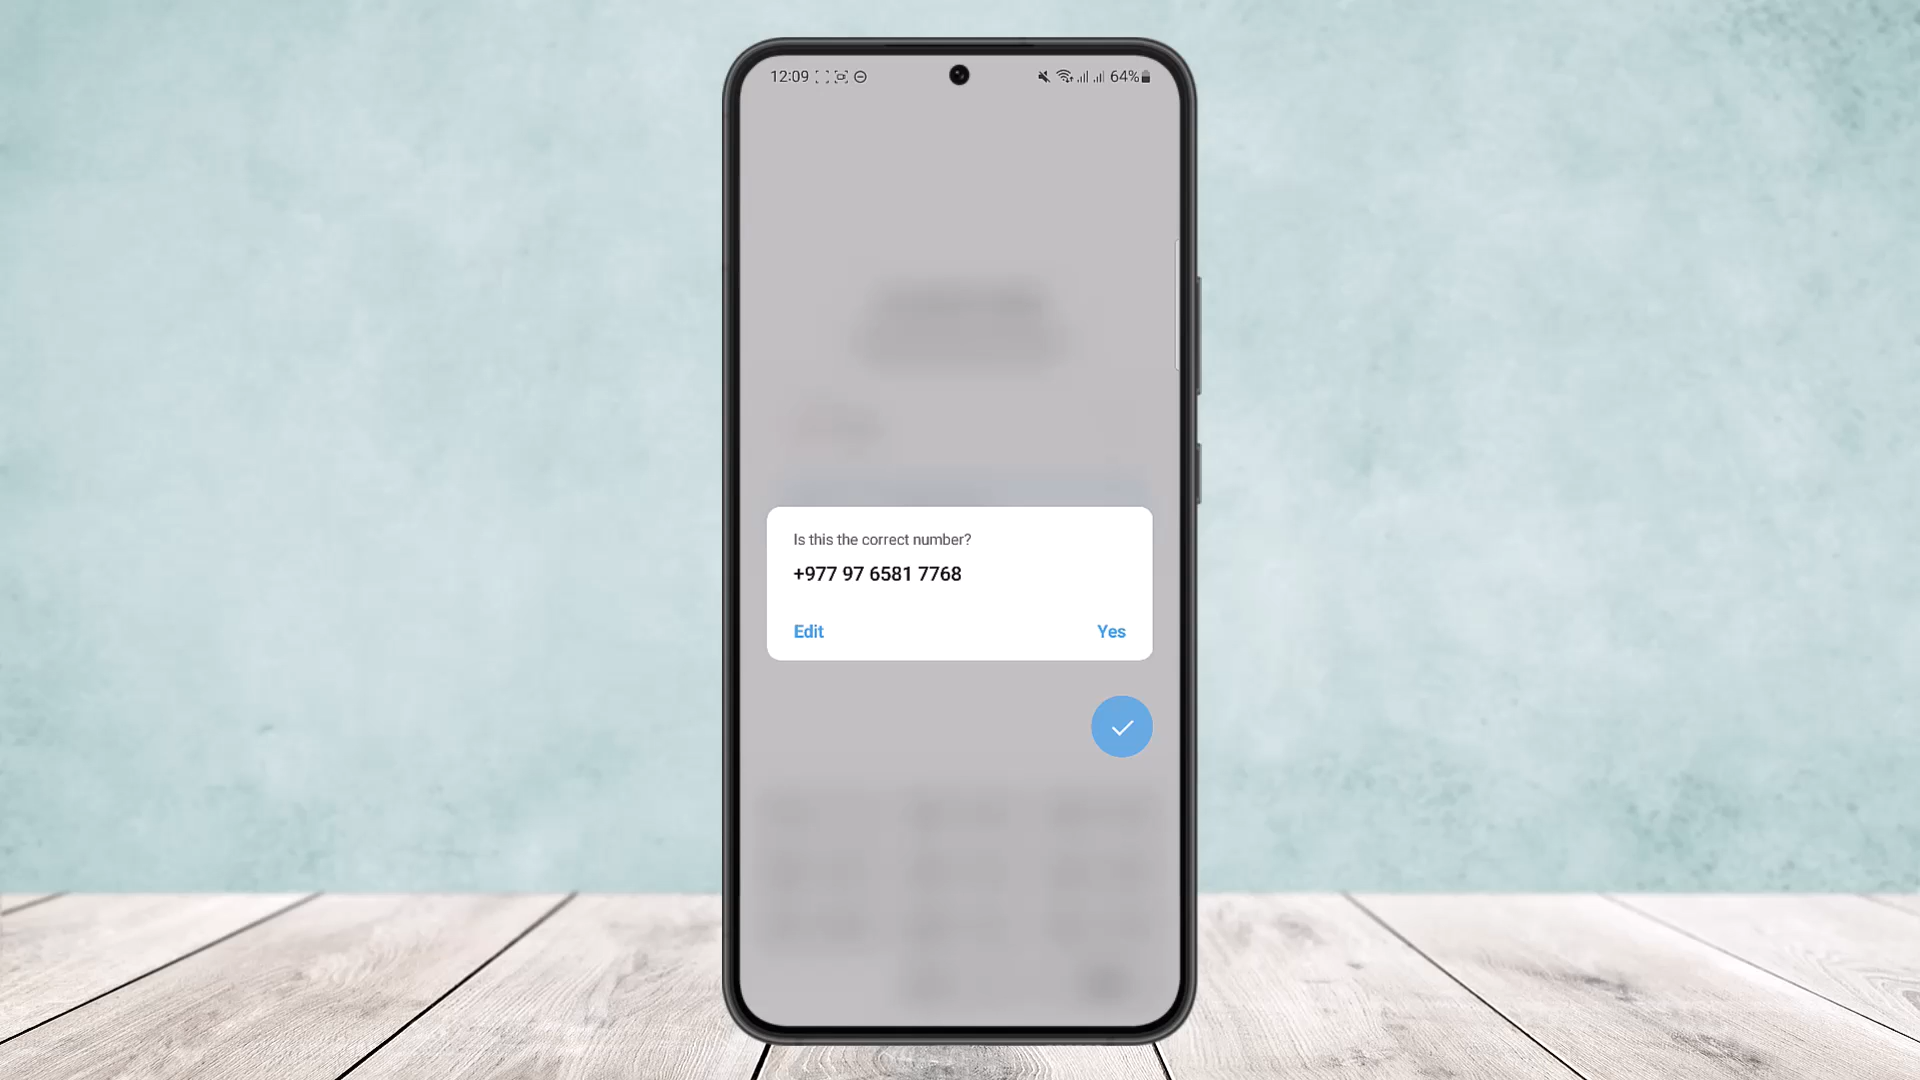 12:09 64%
Is this the correct number?
+977 97 6581 7768
Edit Yes